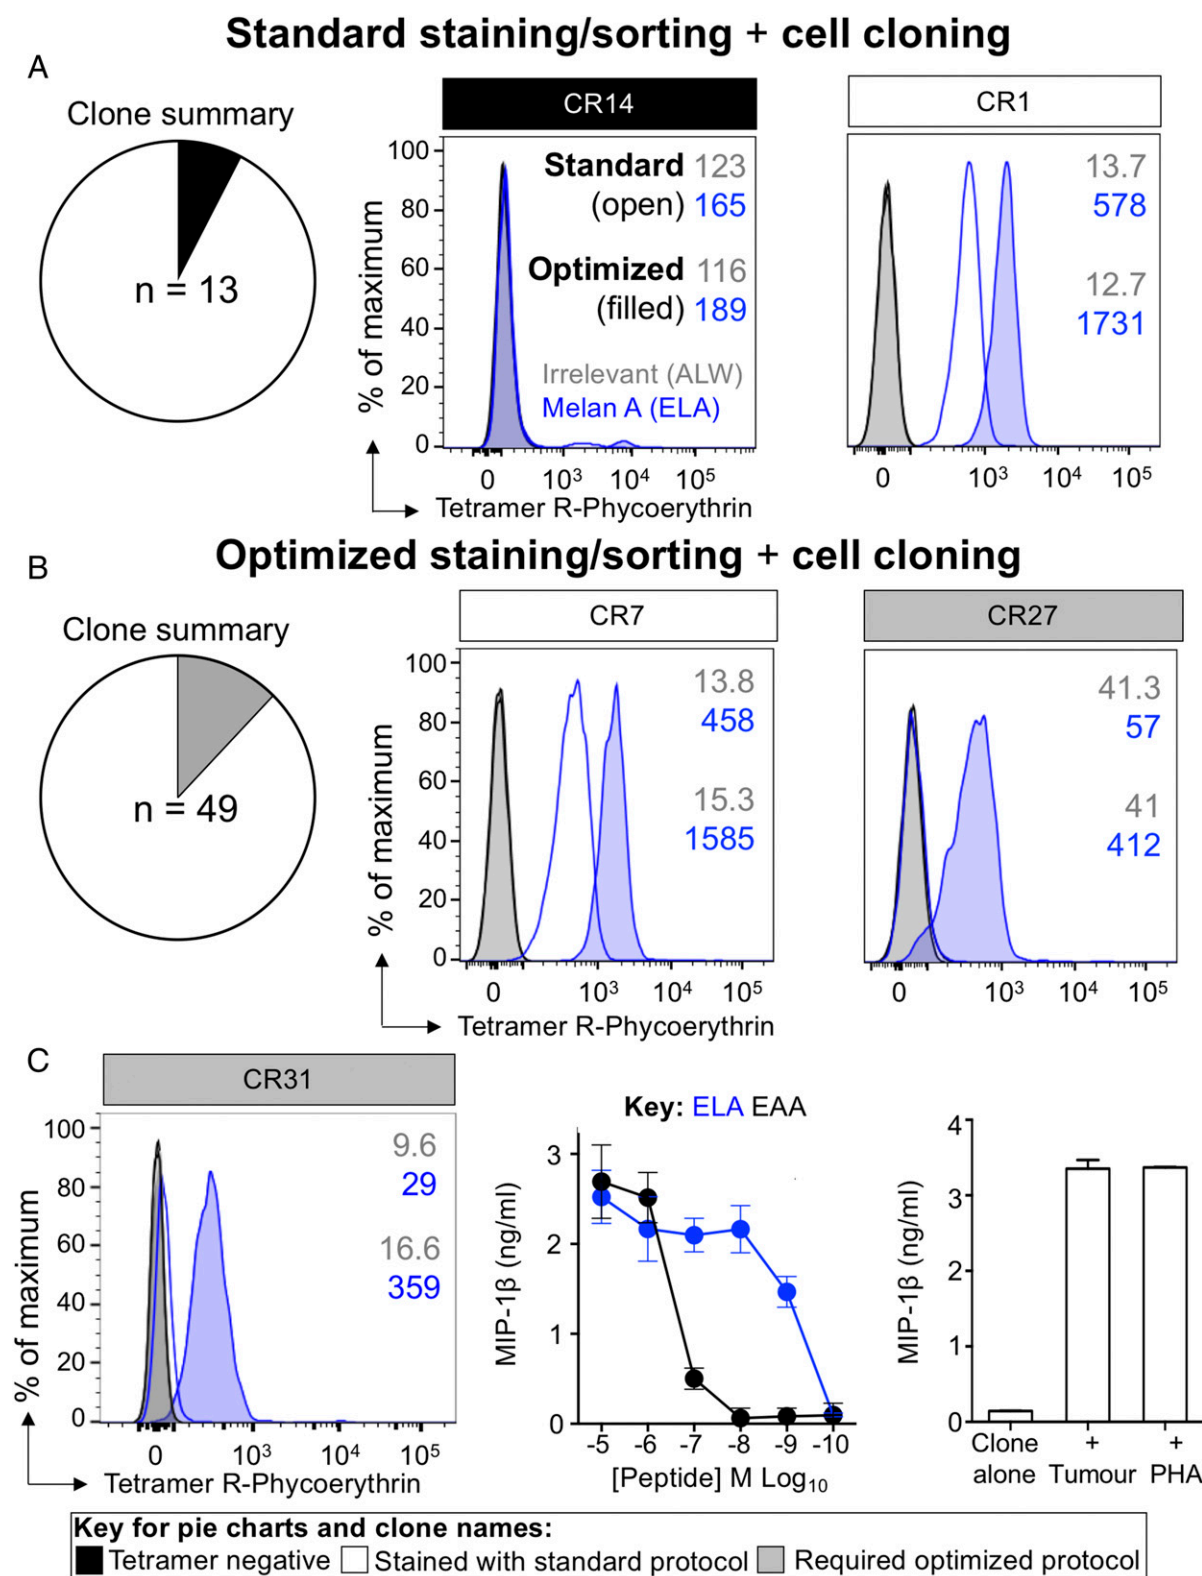 Standard staining/sorting + cell cloning
A
Clone summary
n = 13
CR14
% of maximum
100
80
60
40
20
0
Standard 123
(open) 165
Optimized 116
(filled) 189
Irrelevant (ALW)
Melan A (ELA)
0 10³ 10⁴ 10⁵
Tetramer R-Phycoerythrin
CR1
13.7
578
12.7
1731
0 10³ 10⁴ 10⁵
Optimized staining/sorting + cell cloning
B
Clone summary
n = 49
CR7
% of maximum
100
80
60
40
20
0
13.8
458
15.3
1585
0 10³ 10⁴ 10⁵
Tetramer R-Phycoerythrin
CR27
41.3
57
41
412
0 10³ 10⁴ 10⁵
C
CR31
% of maximum
100
80
60
40
20
0
9.6
29
16.6
359
0 10³ 10⁴ 10⁵
Tetramer R-Phycoerythrin
Key: ELA EAA
MIP-1β (ng/ml)
3
2
1
0
-5 -6 -7 -8 -9 -10
[Peptide] M Log₁₀
MIP-1β (ng/ml)
4
3
2
1
0
Clone + +
alone Tumour PHA
Key for pie charts and clone names:
Tetramer negative Stained with standard protocol Required optimized protocol